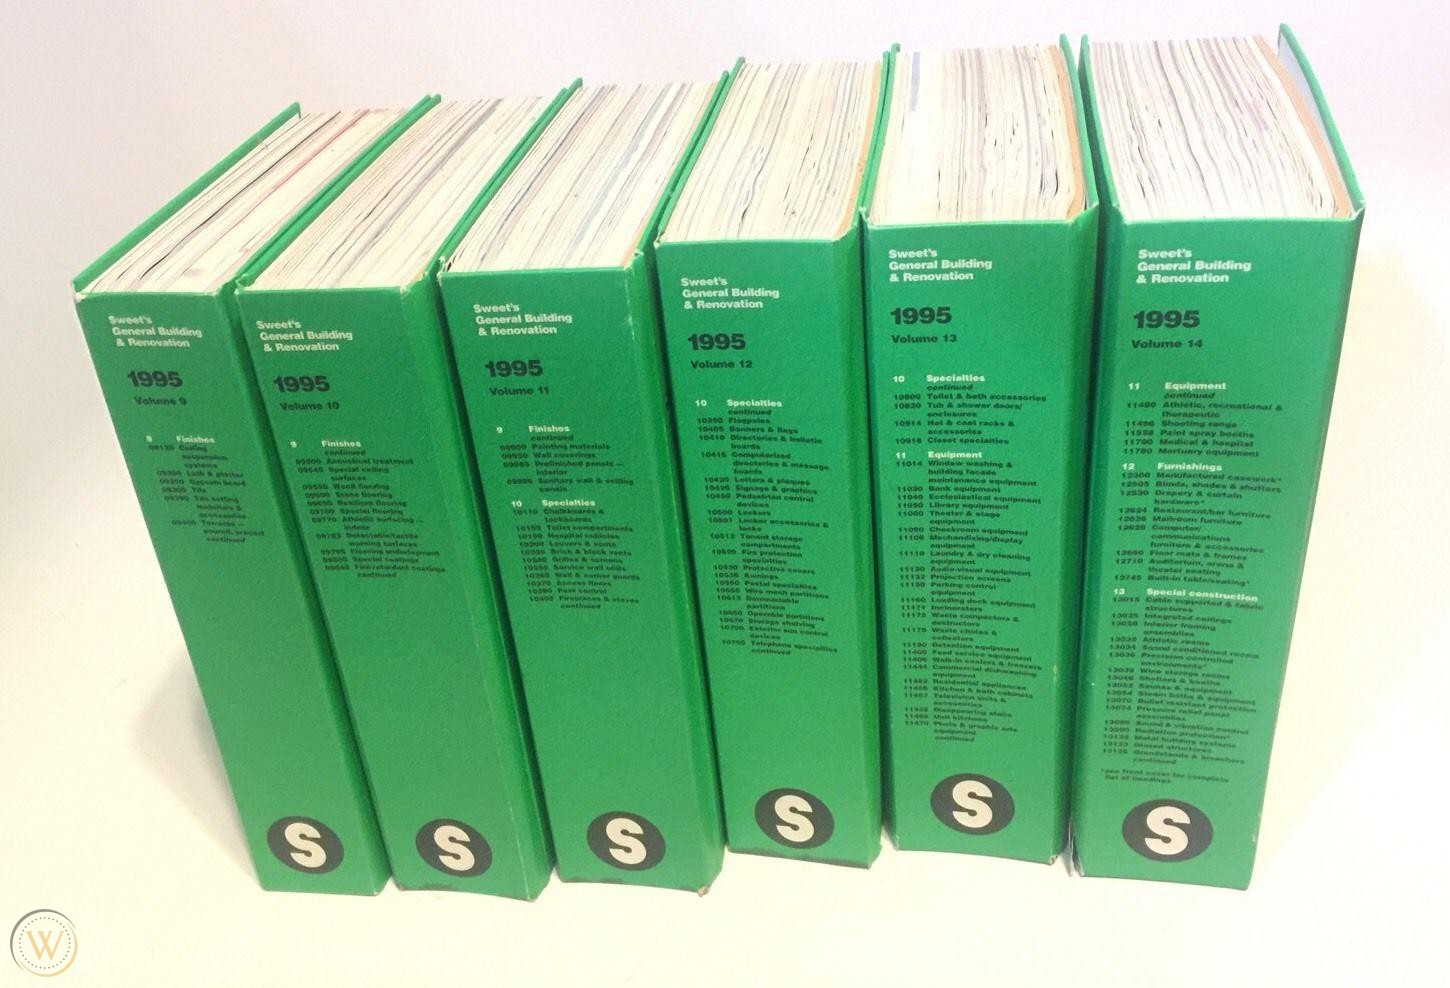 Sweet's
General Building
& Renovation
1995
Volume 9
9 Finishes
09120 Ceiling
suspension
systems
09200 Lath & plaster
09250 Gypsum board
09300 Tile
Tile setting
materials &
accessories
09400 Terrazzo —
poured, precast
continued
S
Sweet's
General Building
& Renovation
1995
Volume 10
9 Finishes
continued
09500 Acoustical treatment
09545 Special ceiling
surfaces
09550 Wood flooring
09600 Stone flooring
09650 Resilient flooring
09700 Special flooring
09770 Athletic surfacing —
indoor
Detectable/tactile
warning surfaces
09795 Flooring underlayment
09800 Special coatings
Fire-retardant coatings
continued
S
Sweet's
General Building
& Renovation
1995
Volume 11
9 Finishes
continued
09900 Painting materials
09950 Wall coverings
Prefinished panels —
interior
Sanitary wall & ceiling
panels
10 Specialties
10110 Chalkboards &
tackboards
10155 Toilet compartments
10190 Hospital cubicles
10200 Louvers & vents
Brick & block vents
10240 Grilles & screens
10250 Service wall units
10260 Wall & corner guards
10270 Access floors
10290 Pest control
10300 Fireplaces & stoves
continued
S
Sweet's
General Building
& Renovation
1995
Volume 12
10 Specialties
continued
10350 Flagpoles
10405 Banners & flags
10410 Directories & bulletin
boards
10415 Computerized
directories & message
boards
10420 Letters & plaques
10425 Signage & graphics
10450 Pedestrian control
devices
10500 Lockers
10501 Locker accessories &
locks
10512 Tenant storage
compartments
10520 Fire protection
specialties
10530 Protective covers
10535 Awnings
10550 Postal specialties
10605 Wire mesh partitions
10615 Demountable
partitions
10650 Operable partitions
10670 Storage shelving
10700 Exterior sun control
devices
10750 Telephone specialties
continued
S
Sweet's
General Building
& Renovation
1995
Volume 13
10 Specialties
continued
10800 Toilet & bath accessories
10820 Tub & shower doors/
enclosures
10914 Hat & coat racks &
accessories
10916 Closet specialties
11 Equipment
11014 Window washing &
building facade
maintenance equipment
11030 Bank equipment
11040 Ecclesiastical equipment
11050 Library equipment
11060 Theater & stage
equipment
11090 Checkroom equipment
11100 Mechandising/display
equipment
11110 Laundry & dry cleaning
equipment
11130 Audio-visual equipment
11132 Projection screens
11150 Parking control
equipment
11160 Loading dock equipment
11171 Incinerators
11172 Waste compactors &
destructors
11175 Waste chutes &
collectors
11190 Detention equipment
11400 Food service equipment
11405 Walk-in coolers & freezers
11444 Commercial dishwashing
equipment
11452 Residential appliances
11455 Kitchen & bath cabinets
11457 Television units &
accessories
11458 Disappearing stairs
11460 Unit kitchens
11470 Photo & graphic arts
equipment
continued
S
Sweet's
General Building
& Renovation
1995
Volume 14
11 Equipment
continued
11480 Athletic, recreational &
therapeutic
11496 Shooting range
Paint spray booths
11700 Medical & hospital
11780 Mortuary equipment
12 Furnishings
12300 Manufactured casework*
12505 Blinds, shades & shutters
12530 Drapery & curtain
hardware*
12624 Restaurant/bar furniture
12626 Mailroom furniture
12628 Computer/
communications
furniture & accessories
12690 Floor mats & frames
12710 Auditorium, arena &
theater seating
12745 Built-in table/seating*
13 Special construction
13015 Cable supported & fabric
structures
13025 Integrated ceilings
13028 Interior framing
assemblies
13032 Athletic rooms
13034 Sound conditioned rooms
13036 Precision controlled
environments*
13039 Wine storage rooms
13046 Shelters & booths
13052 Saunas & equipment
13054 Steam baths & equipment
13070 Bullet resistant protection
13074 Pressure relief panel
assemblies
13080 Sound & vibration control
13090 Radiation protection*
13122 Metal building systems
13123 Glazed structures
13125 Grandstands & bleachers
continued
*see front cover for complete
list of headings
S
W